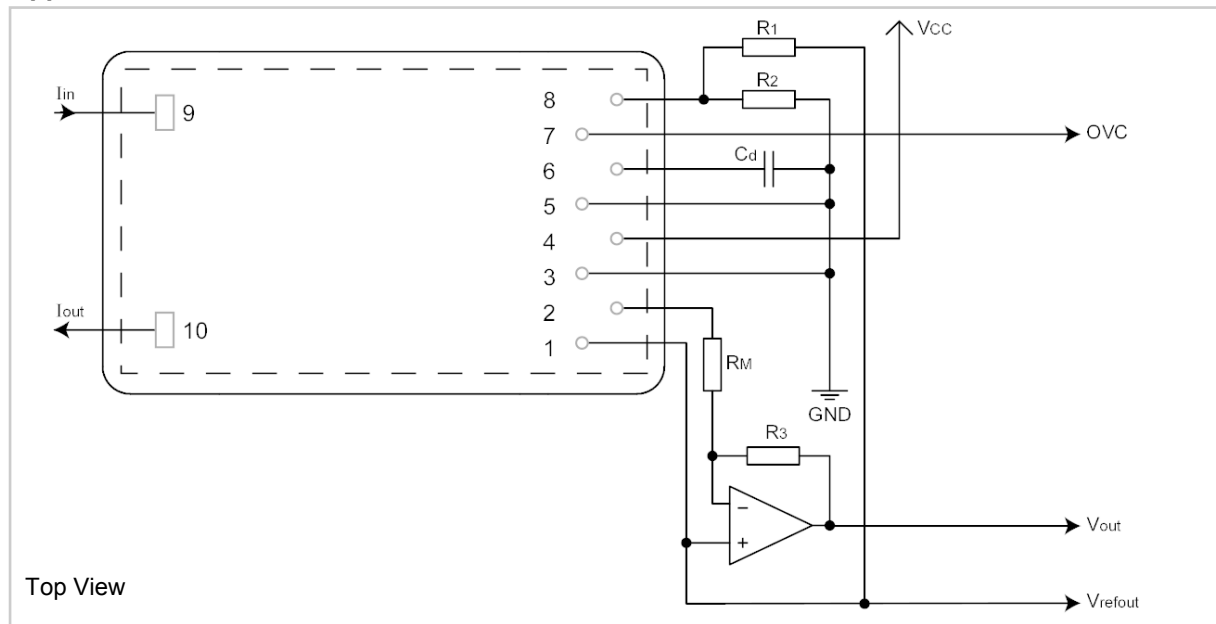 R1
VCC
R2
Iin
9
8
7
OVC
6
Cd
5
4
3
Iout
10
2
1
RM
GND
R3
−
+
Vout
Top View
Vrefout